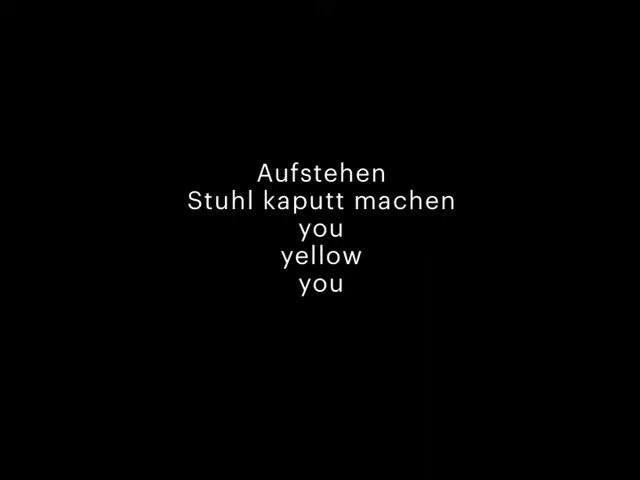 Aufstehen
Stuhl kaputt machen
you
yellow
you